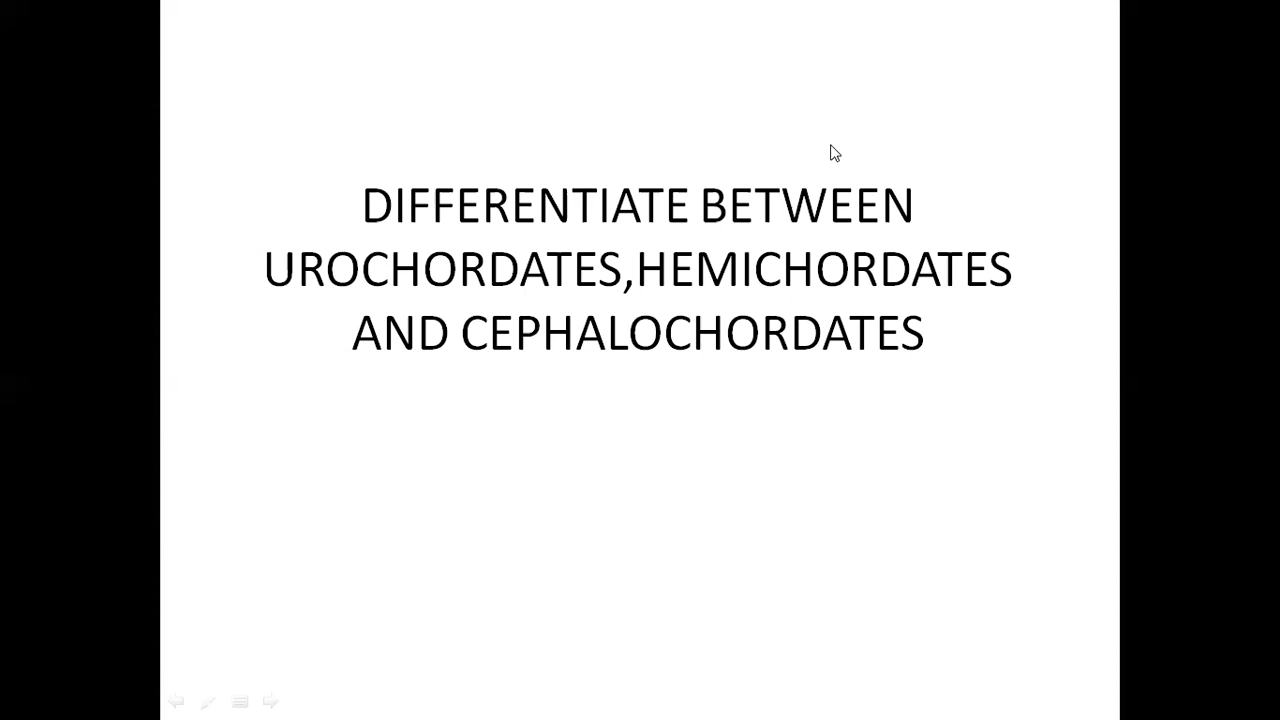 DIFFERENTIATE BETWEEN
UROCHORDATES,HEMICHORDATES
AND CEPHALOCHORDATES